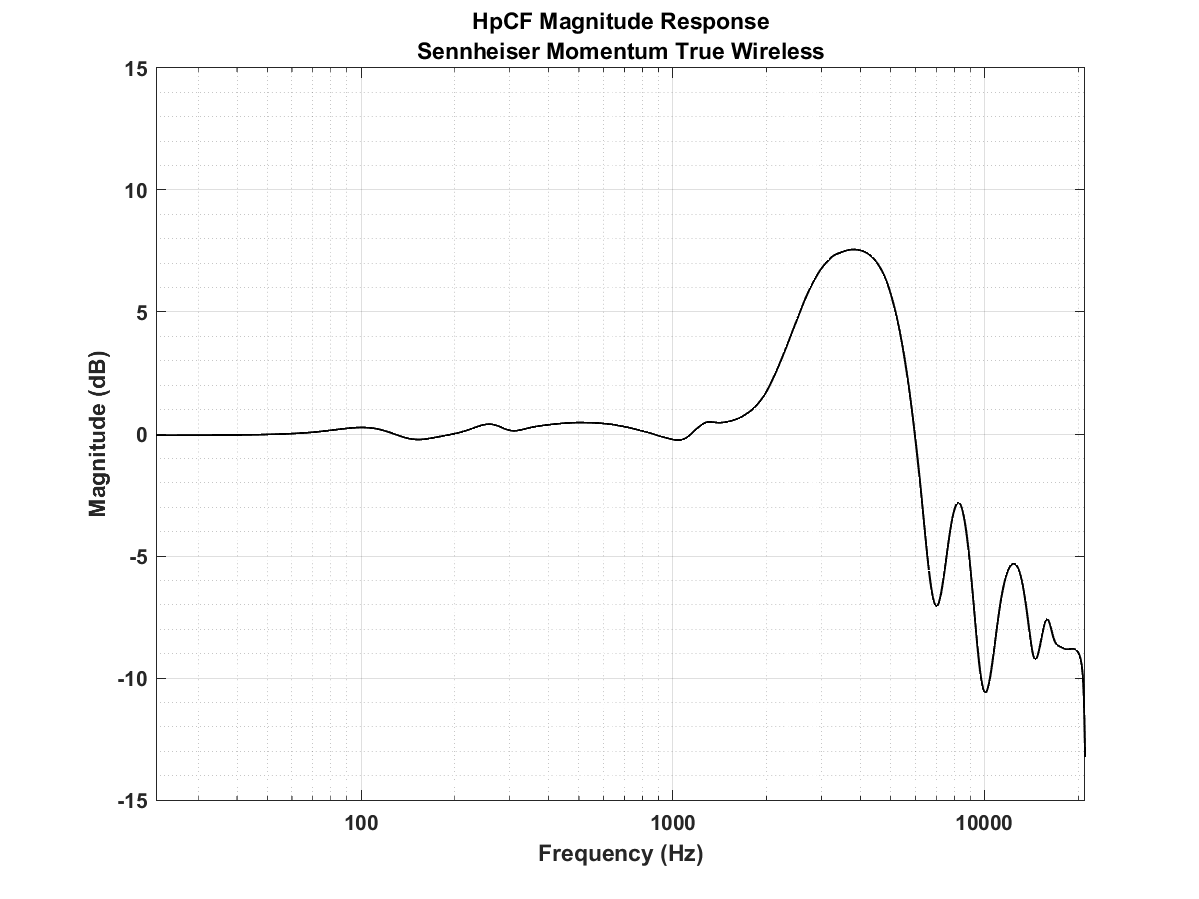 HpCF Magnitude Response
Sennheiser Momentum True Wireless
15
10
5
0
-5
-10
-15
Magnitude (dB)
100
1000
10000
Frequency (Hz)